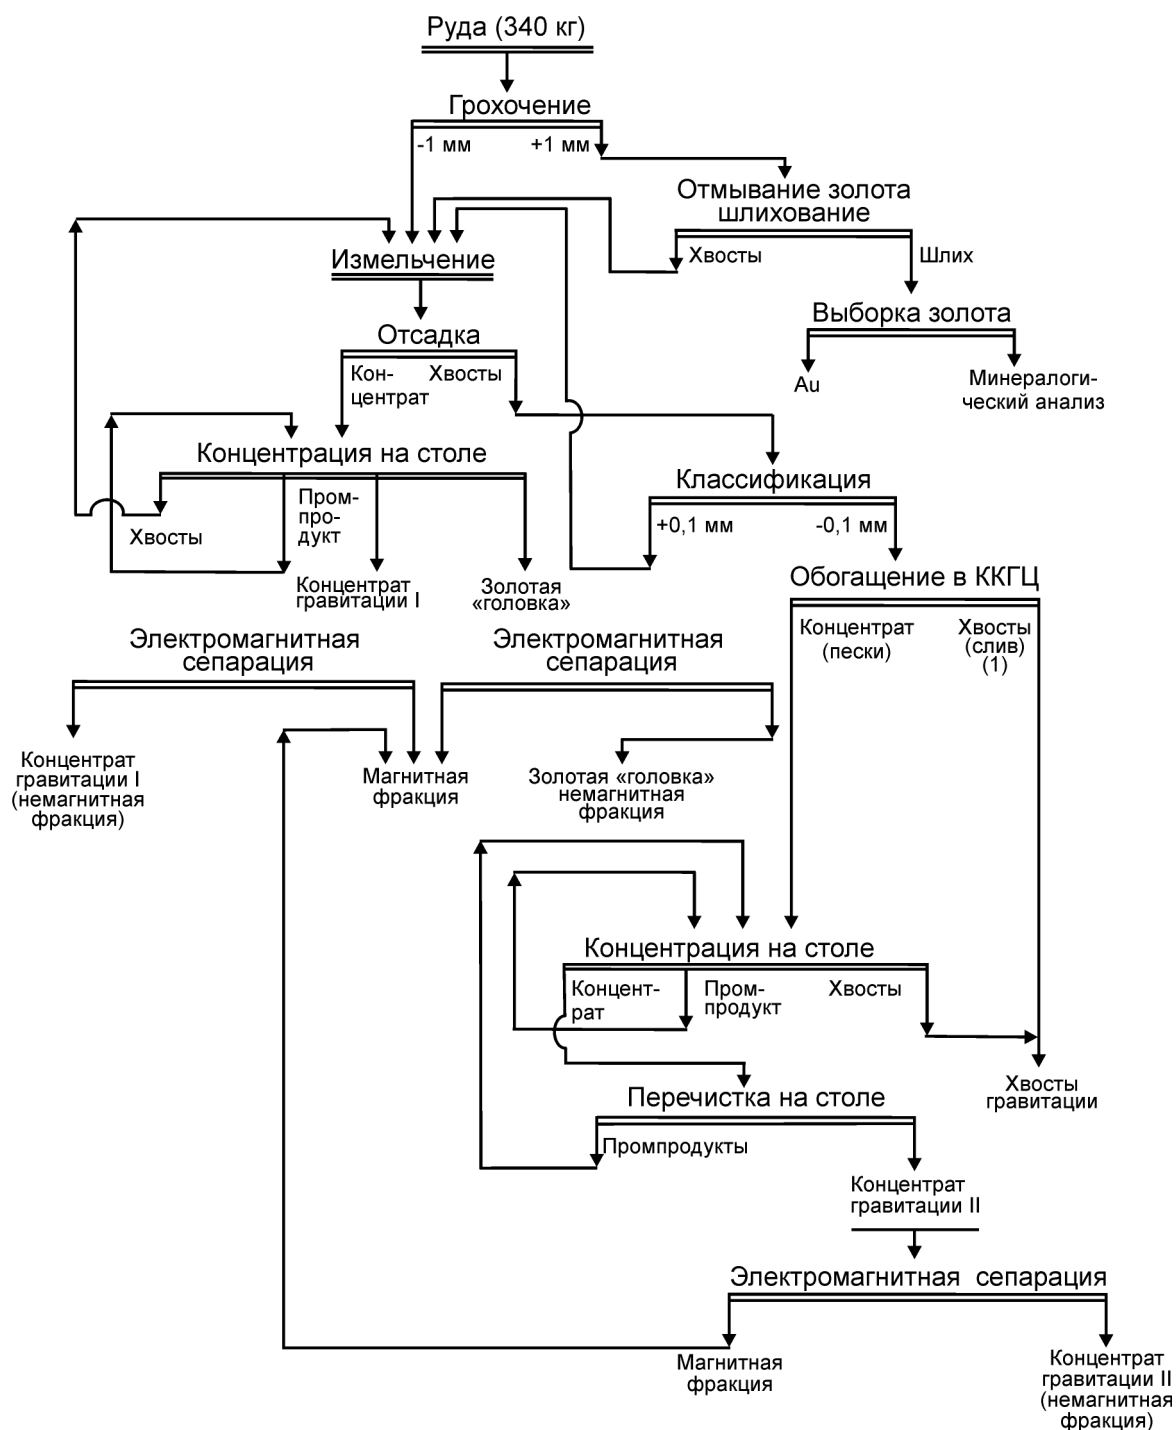 Руда (340 кг)
Грохочение
-1 мм
+1 мм
Отмывание золота
шлихование
Хвосты
Шлих
Измельчение
Выборка золота
Отсадка
Кон-
центрат
Хвосты
Au
Минералоги-
ческий анализ
Концентрация на столе
Классификация
Хвосты
Пром-
про-
дукт
+0,1 мм
-0,1 мм
Концентрат
гравитации I
Золотая
«головка»
Обогащение в ККГЦ
Концентрат
(пески)
Хвосты
(слив)
(1)
Электромагнитная
сепарация
Электромагнитная
сепарация
Концентрат
гравитации I
(немагнитная
фракция)
Магнитная
фракция
Золотая «головка»
немагнитная
фракция
Концентрация на столе
Концент-
рат
Пром-
продукт
Хвосты
Хвосты
гравитации
Перечистка на столе
Промпродукты
Концентрат
гравитации II
Электромагнитная сепарация
Магнитная
фракция
Концентрат
гравитации II
(немагнитная
фракция)